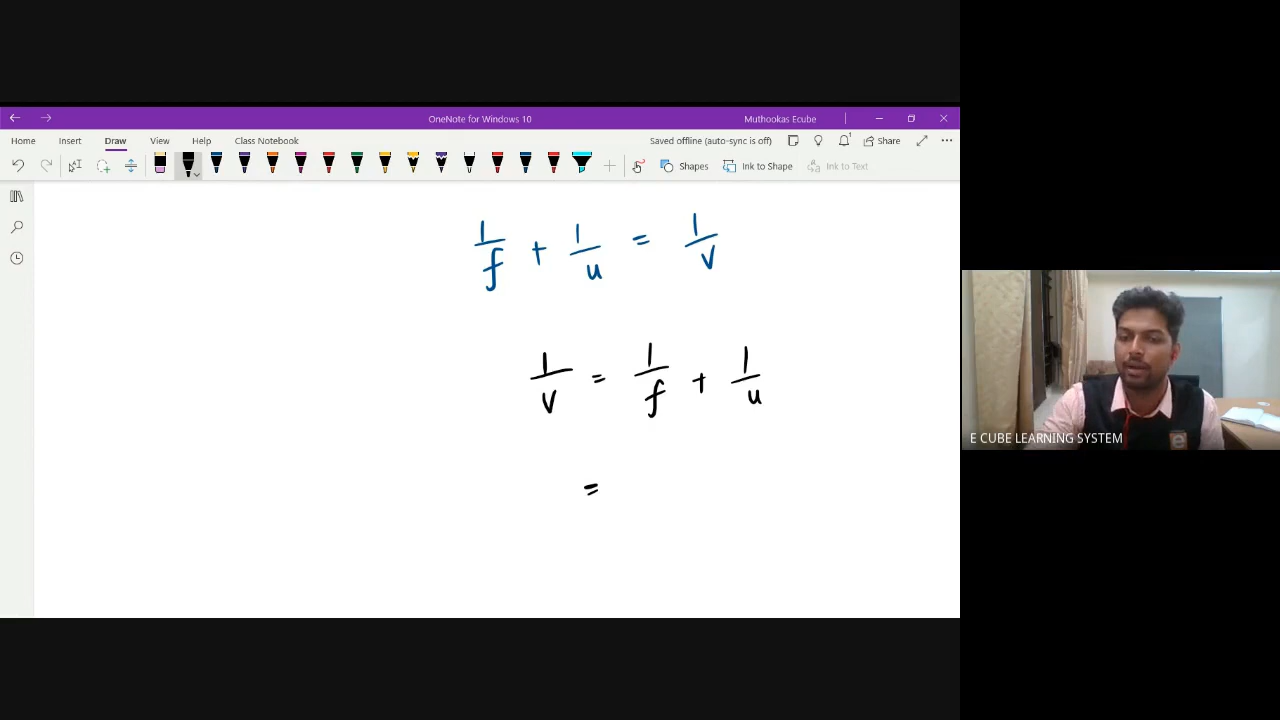 OneNote for Windows 10
Muthookas Ecube
Home Insert Draw View Help Class Notebook
Saved offline (auto-sync is off)
Share
Shapes
Ink to Shape
Ink to Text
1/f + 1/u = 1/v
1/v = 1/f + 1/u
=
e
E CUBE LEARNING SYSTEM